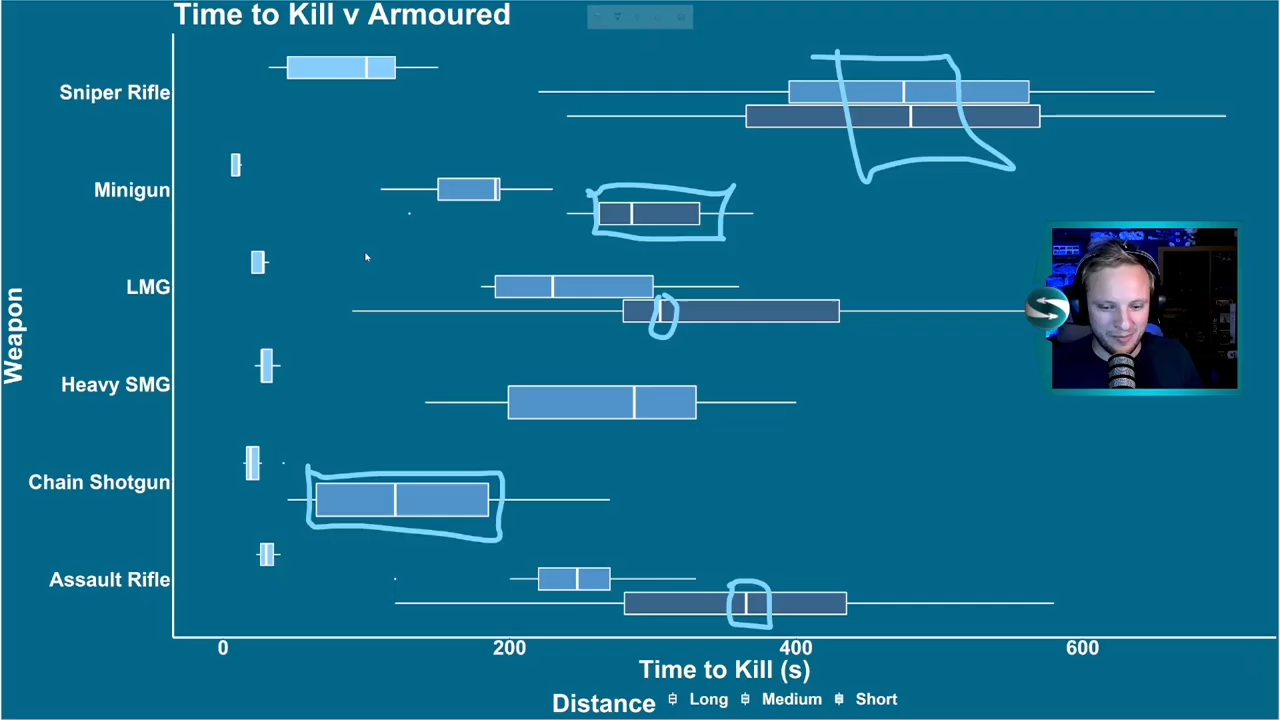 Time to Kill v Armoured
Sniper Rifle
Minigun
LMG
Heavy SMG
Chain Shotgun
Assault Rifle
Weapon
0 200 400 600
Time to Kill (s)
Distance Long Medium Short